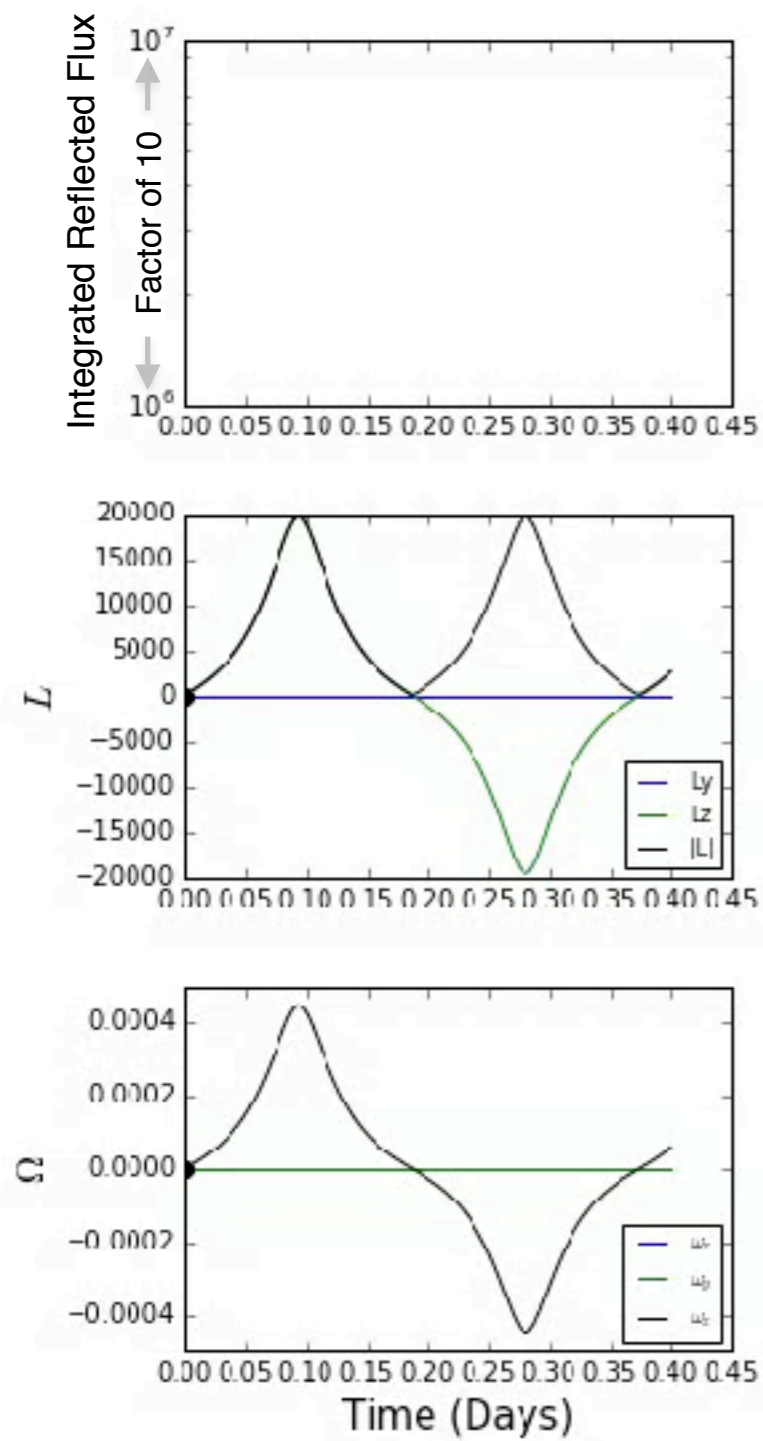 Integrated Reflected Flux
Factor of 10
10⁷
10⁶
0.00 0.05 0.10 0.15 0.20 0.25 0.30 0.35 0.40 0.45
L
20000
15000
10000
5000
0
−5000
−10000
−15000
−20000
Ly
Lz
|L|
0.00 0.05 0.10 0.15 0.20 0.25 0.30 0.35 0.40 0.45
Ω
0.0004
0.0002
0.0000
−0.0002
−0.0004
0.00 0.05 0.10 0.15 0.20 0.25 0.30 0.35 0.40 0.45
Time (Days)